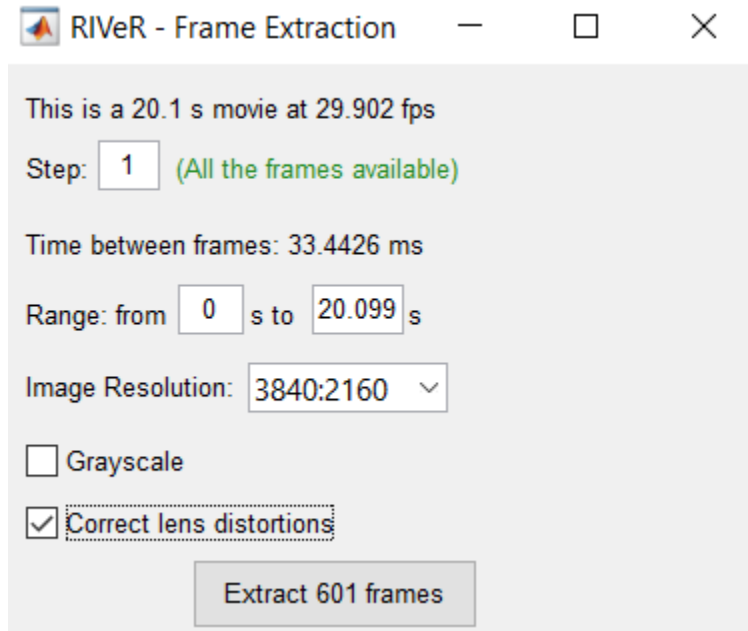 RIVeR - Frame Extraction
This is a 20.1 s movie at 29.902 fps
Step: 1 (All the frames available)
Time between frames: 33.4426 ms
Range: from 0 s to 20.099 s
Image Resolution: 3840:2160
Grayscale
Correct lens distortions
Extract 601 frames